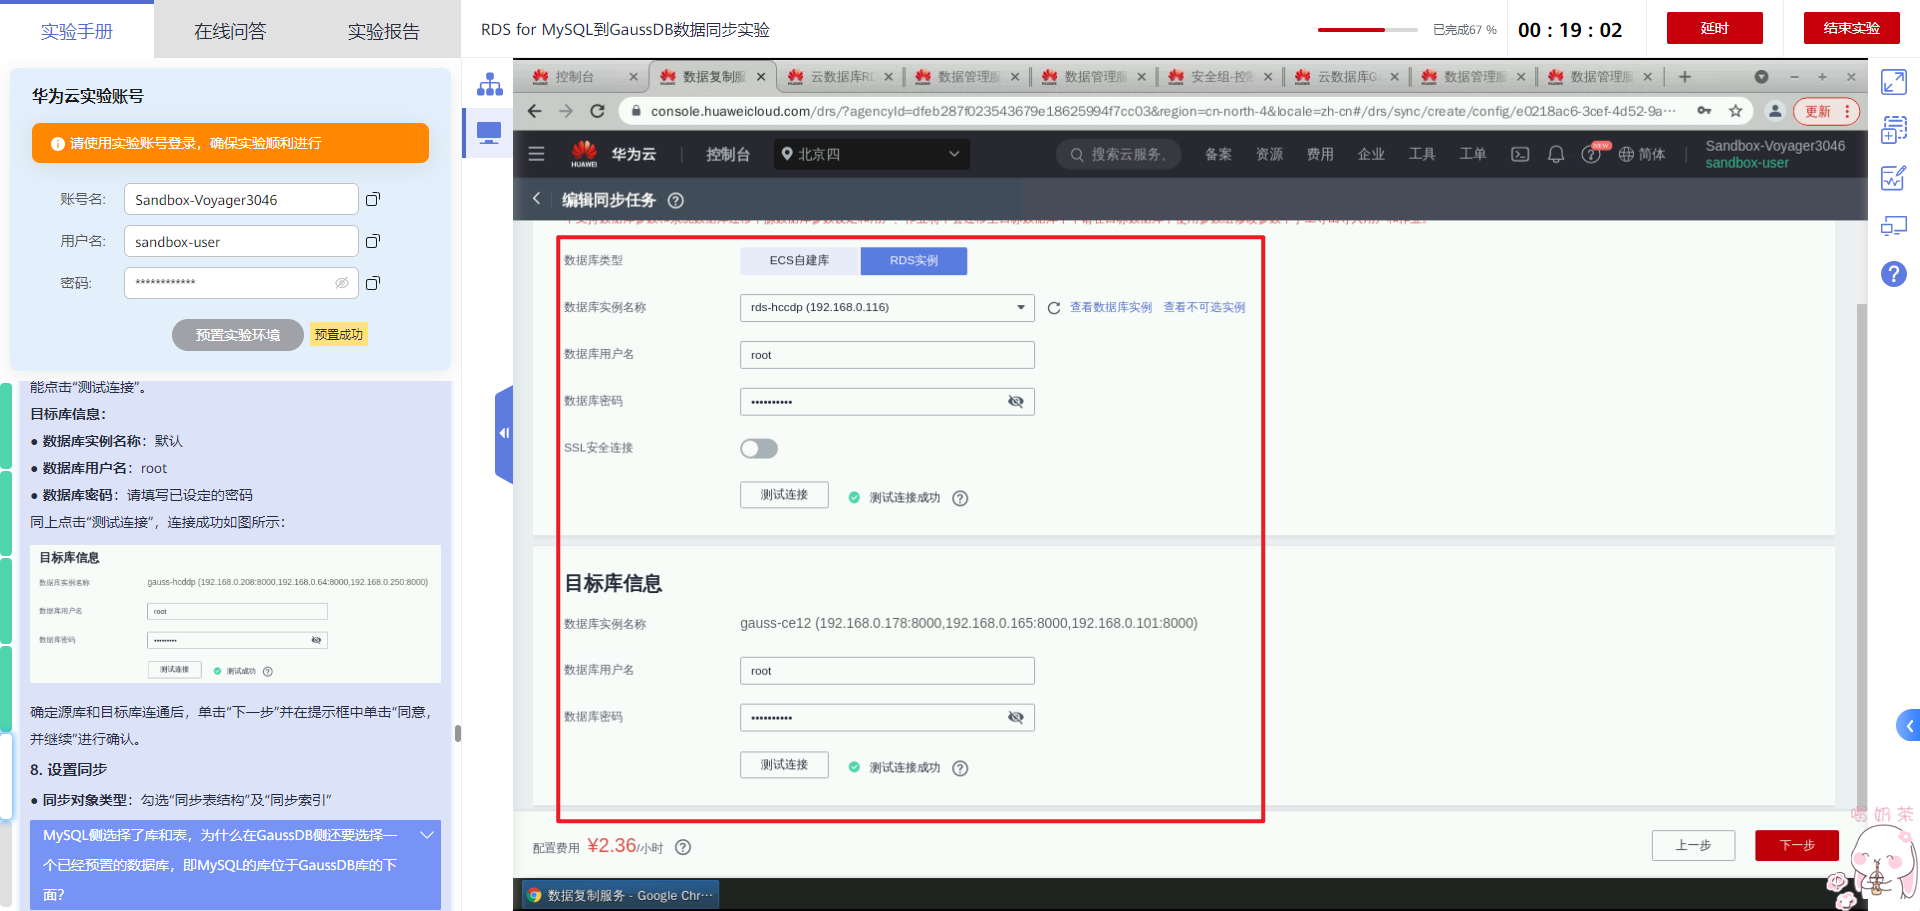 实验手册
在线问答
实验报告
RDS for MySQL到GaussDB数据同步实验
已完成67 %
00 : 19 : 02
延时
结束实验
华为云实验账号
请使用实验账号登录，确保实验顺利进行
账号名:
Sandbox-Voyager3046
用户名:
sandbox-user
密码:
************
预置实验环境
预置成功
能点击“测试连接”。
目标库信息：
● 数据库实例名称：默认
● 数据库用户名：root
● 数据库密码：请填写已设定的密码
同上点击“测试连接”，连接成功如图所示：
目标库信息
数据库实例名称
gauss-hcddp (192.168.0.208:8000,192.168.0.64:8000,192.168.0.250:8000)
数据库用户名
root
数据库密码
•••••••••
测试连接
测试成功
确定源库和目标库连通后，单击“下一步”并在提示框中单击“同意，
并继续”进行确认。
8. 设置同步
● 同步对象类型：勾选“同步表结构”及“同步索引”
MySQL侧选择了库和表，为什么在GaussDB侧还要选择一
个已经预置的数据库，即MySQL的库位于GaussDB库的下
面？
控制台
数据复制服
云数据库RD
数据管理服
数据管理服
安全组-控制
云数据库G
数据管理服
数据管理服
console.huaweicloud.com/drs/?agencyId=dfeb287f023543679e18625994f7cc03&region=cn-north-4&locale=zh-cn#/drs/sync/create/config/e0218ac6-3cef-4d52-9a···
更新
HUAWEI
华为云
控制台
北京四
搜索云服务、
备案
资源
费用
企业
工具
工单
NEW
简体
Sandbox-Voyager3046
sandbox-user
编辑同步任务
数据库类型
ECS自建库
RDS实例
数据库实例名称
rds-hccdp (192.168.0.116)
查看数据库实例
查看不可选实例
数据库用户名
root
数据库密码
••••••••••
SSL安全连接
测试连接
测试连接成功
目标库信息
数据库实例名称
gauss-ce12 (192.168.0.178:8000,192.168.0.165:8000,192.168.0.101:8000)
数据库用户名
root
数据库密码
••••••••••
测试连接
测试连接成功
配置费用 ¥2.36/小时
上一步
下一步
喝奶茶
数据复制服务 - Google Chr···